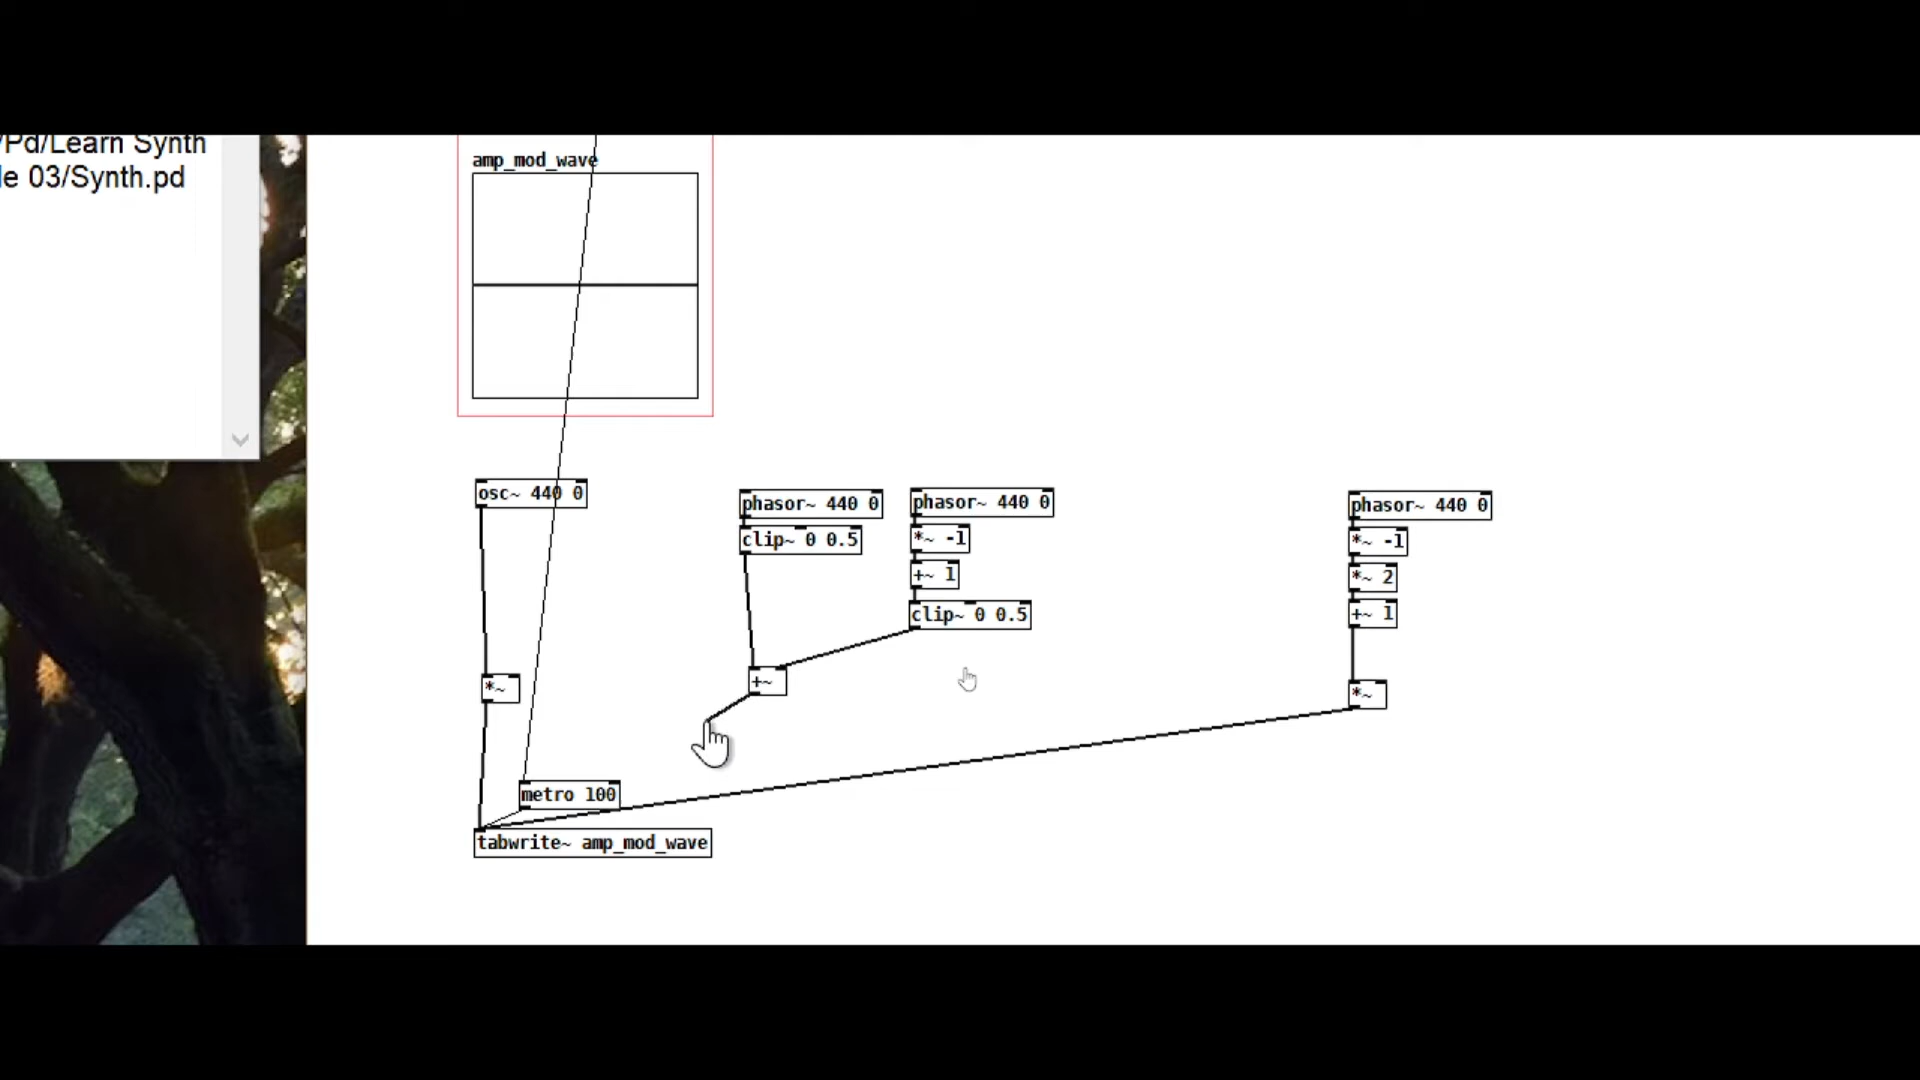 /Pd/Learn Synth
le 03/Synth.pd
amp_mod_wave
osc~ 440 0
*~
metro 100
tabwrite~ amp_mod_wave
phasor~ 440 0
clip~ 0 0.5
+~
phasor~ 440 0
*~ -1
+~ 1
clip~ 0 0.5
phasor~ 440 0
*~ -1
*~ 2
+~ 1
*~